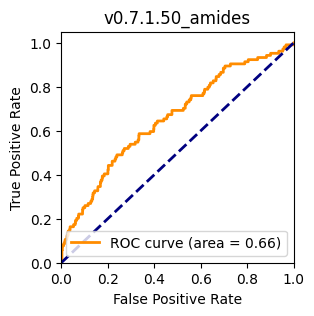 v0.7.1.50_amides
True Positive Rate
1.0
0.8
0.6
0.4
0.2
0.0
ROC curve (area = 0.66)
0.0 0.2 0.4 0.6 0.8 1.0
False Positive Rate